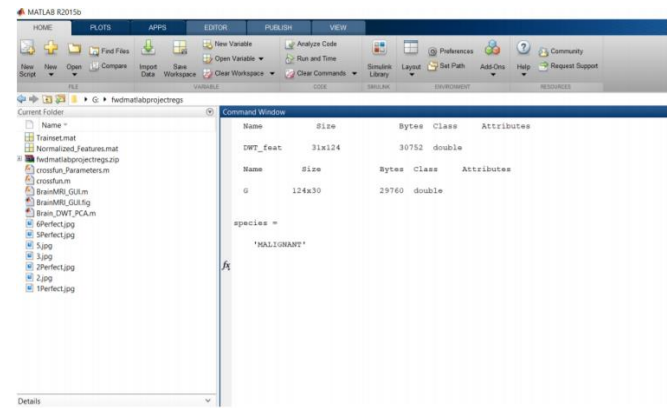 MATLAB R2015b
HOME PLOTS APPS EDITOR PUBLISH VIEW
New Script New Open Find Files Compare Import Data Save Workspace New Variable Open Variable Clear Workspace Analyze Code Run and Time Clear Commands Simulink Library Layout Preferences Set Path Add-Ons Help Community Request Support
FILE VARIABLE CODE SIMULINK ENVIRONMENT RESOURCES
G: fwdmatlabprojectregs
Current Folder
Name
Trainset.mat
Normalized_Features.mat
fwdmatlabprojectregs.zip
crossfun_Parameters.m
crossfun.m
BrainMRI_GUI.m
BrainMRI_GUI.fig
Brain_DWT_PCA.m
6Perfect.jpg
5Perfect.jpg
5.jpg
3.jpg
2Perfect.jpg
2.jpg
1Perfect.jpg
Details
Command Window
Name Size Bytes Class Attributes
DWT_feat 31x124 30752 double
Name Size Bytes Class Attributes
G 124x30 29760 double
species =
'MALIGNANT'
fx